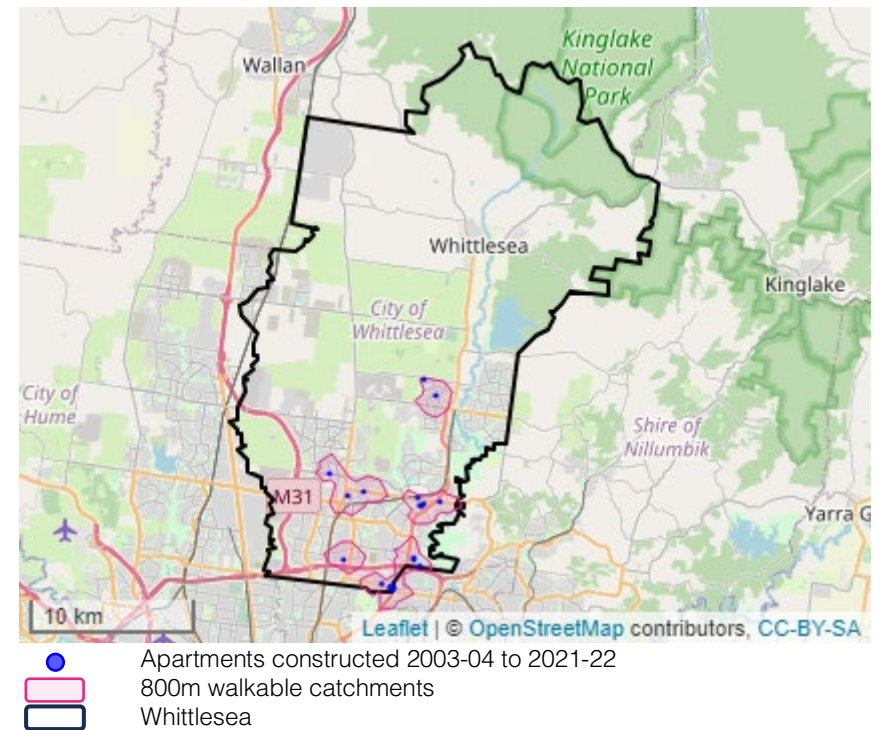 Kinglake
National
Park
Wallan
Whittlesea
Kinglake
City of
Whittlesea
City of
Hume
Shire of
Nillumbik
M31
Yarra G
10 km
Leaflet | © OpenStreetMap contributors, CC-BY-SA
Apartments constructed 2003-04 to 2021-22
800m walkable catchments
Whittlesea